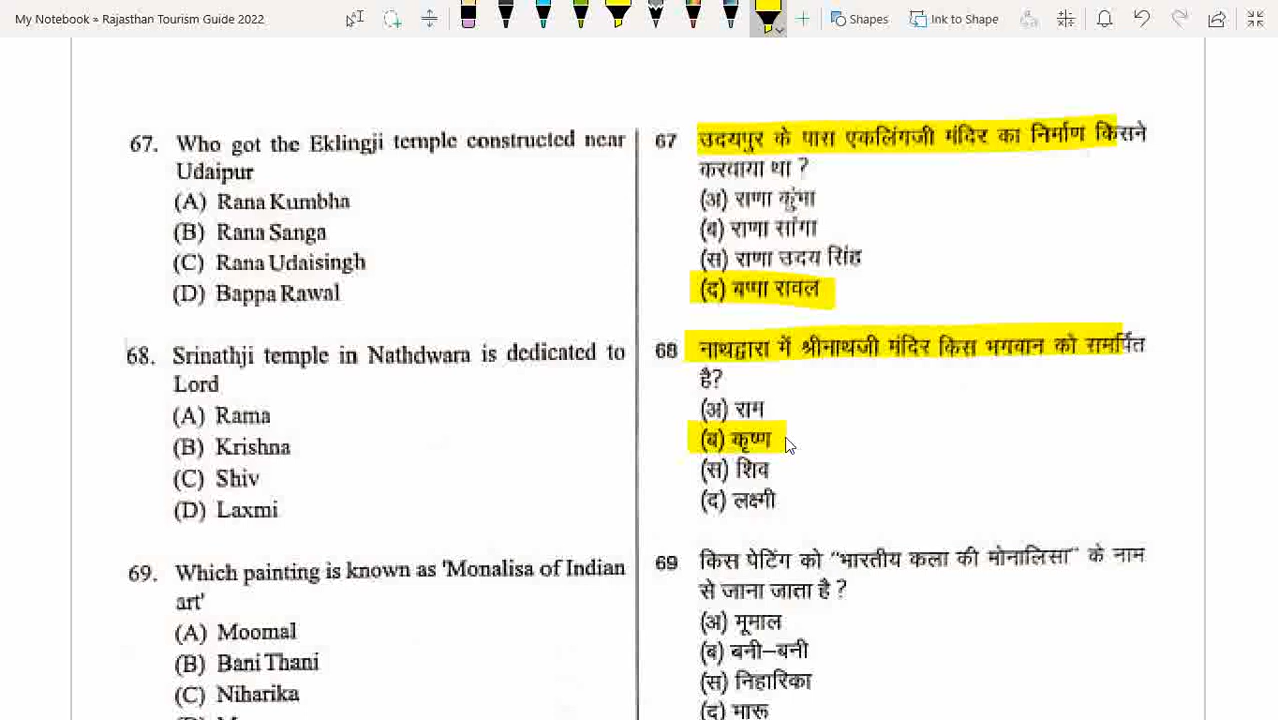 My Notebook » Rajasthan Tourism Guide 2022
Shapes
Ink to Shape
67. Who got the Eklingji temple constructed near
Udaipur
(A) Rana Kumbha
(B) Rana Sanga
(C) Rana Udaisingh
(D) Bappa Rawal
68. Srinathji temple in Nathdwara is dedicated to
Lord
(A) Rama
(B) Krishna
(C) Shiv
(D) Laxmi
69. Which painting is known as 'Monalisa of Indian
art'
(A) Moomal
(B) Bani Thani
(C) Niharika
67 उदयपुर के पास एकलिंगजी मंदिर का निर्माण किसने
करवाया था ?
(अ) राणा कुंभा
(ब) राणा सांगा
(स) राणा उदय सिंह
(द) बप्पा रावल
68 नाथद्वारा में श्रीनाथजी मंदिर किस भगवान को समर्पित
है?
(अ) राम
(ब) कृष्ण
(स) शिव
(द) लक्ष्मी
69 किस पेटिंग को "भारतीय कला की मोनालिसा" के नाम
से जाना जाता है ?
(अ) मूमाल
(ब) बनी–बनी
(स) निहारिका
(द) मारू